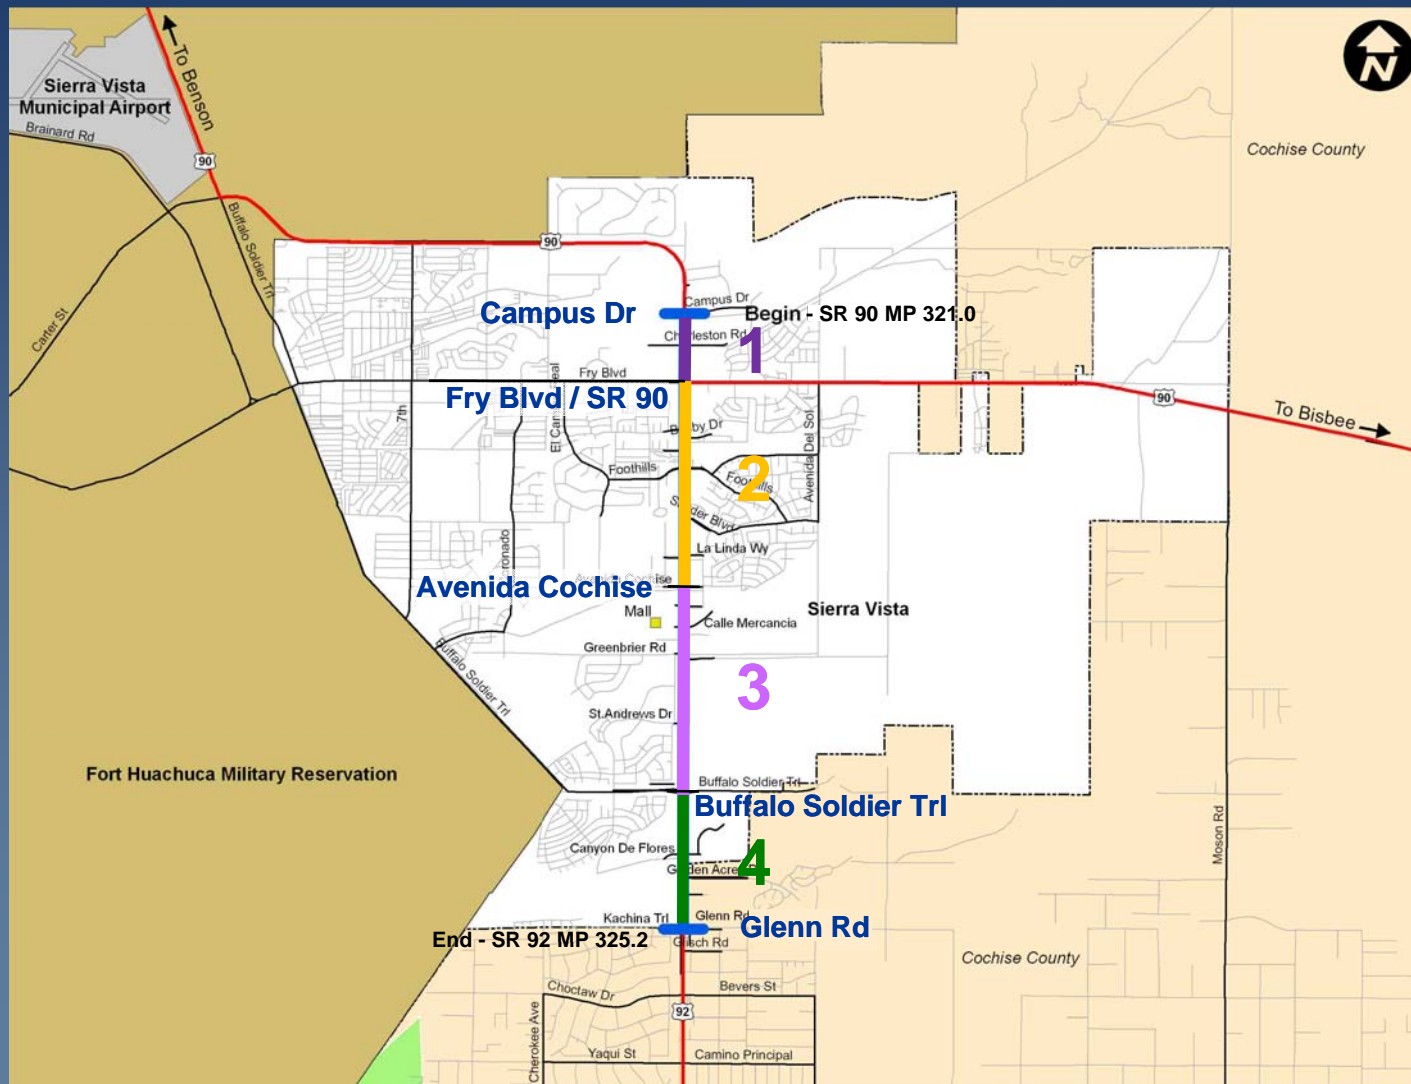 To Benson
N
Sierra Vista
Municipal Airport
Brainard Rd
90
Cochise County
Buffalo Soldier Trl
90
Carter St
Campus Dr
Campus Dr
Begin - SR 90 MP 321.0
Charleston Rd
1
Fry Blvd
Fry Blvd / SR 90
90
To Bisbee
7th
Avenida Del Sol
Foothills
Foothills
2
La Linda Wy
Avenida Cochise
Avenida Cochise
Mall
Sierra Vista
Calle Mercancia
Greenbrier Rd
Buffalo Soldier Trl
3
St.Andrews Dr
Fort Huachuca Military Reservation
Buffalo Soldier Trl
Buffalo Soldier Trl
Moson Rd
Canyon De Flores
4
Kachina Trl
Glenn Rd
Glenn Rd
End - SR 92 MP 325.2
Cochise County
Choctaw Dr
Bevers St
92
Cherokee Ave
Yaqui St
Camino Principal